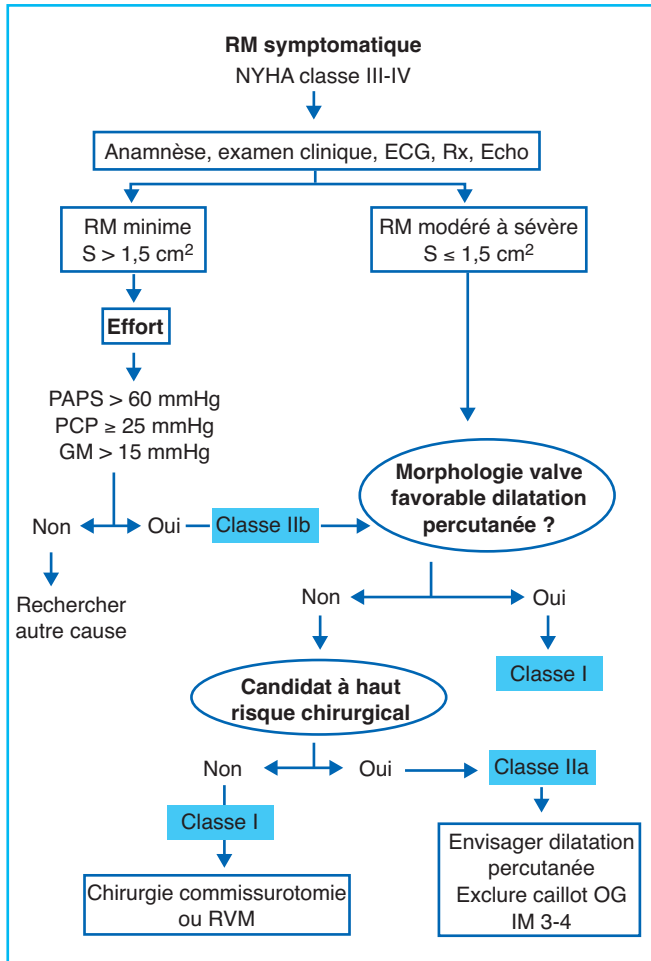 RM symptomatique
NYHA classe III-IV
Anamnèse, examen clinique, ECG, Rx, Echo
RM minime
S > 1,5 cm²
RM modéré à sévère
S ≤ 1,5 cm²
Effort
PAPS > 60 mmHg
PCP ≥ 25 mmHg
GM > 15 mmHg
Morphologie valve
favorable dilatation
percutanée ?
Non
Oui
Classe IIb
Rechercher
autre cause
Non
Oui
Classe I
Candidat à haut
risque chirurgical
Non
Oui
Classe IIa
Classe I
Chirurgie commissurotomie
ou RVM
Envisager dilatation
percutanée
Exclure caillot OG
IM 3-4